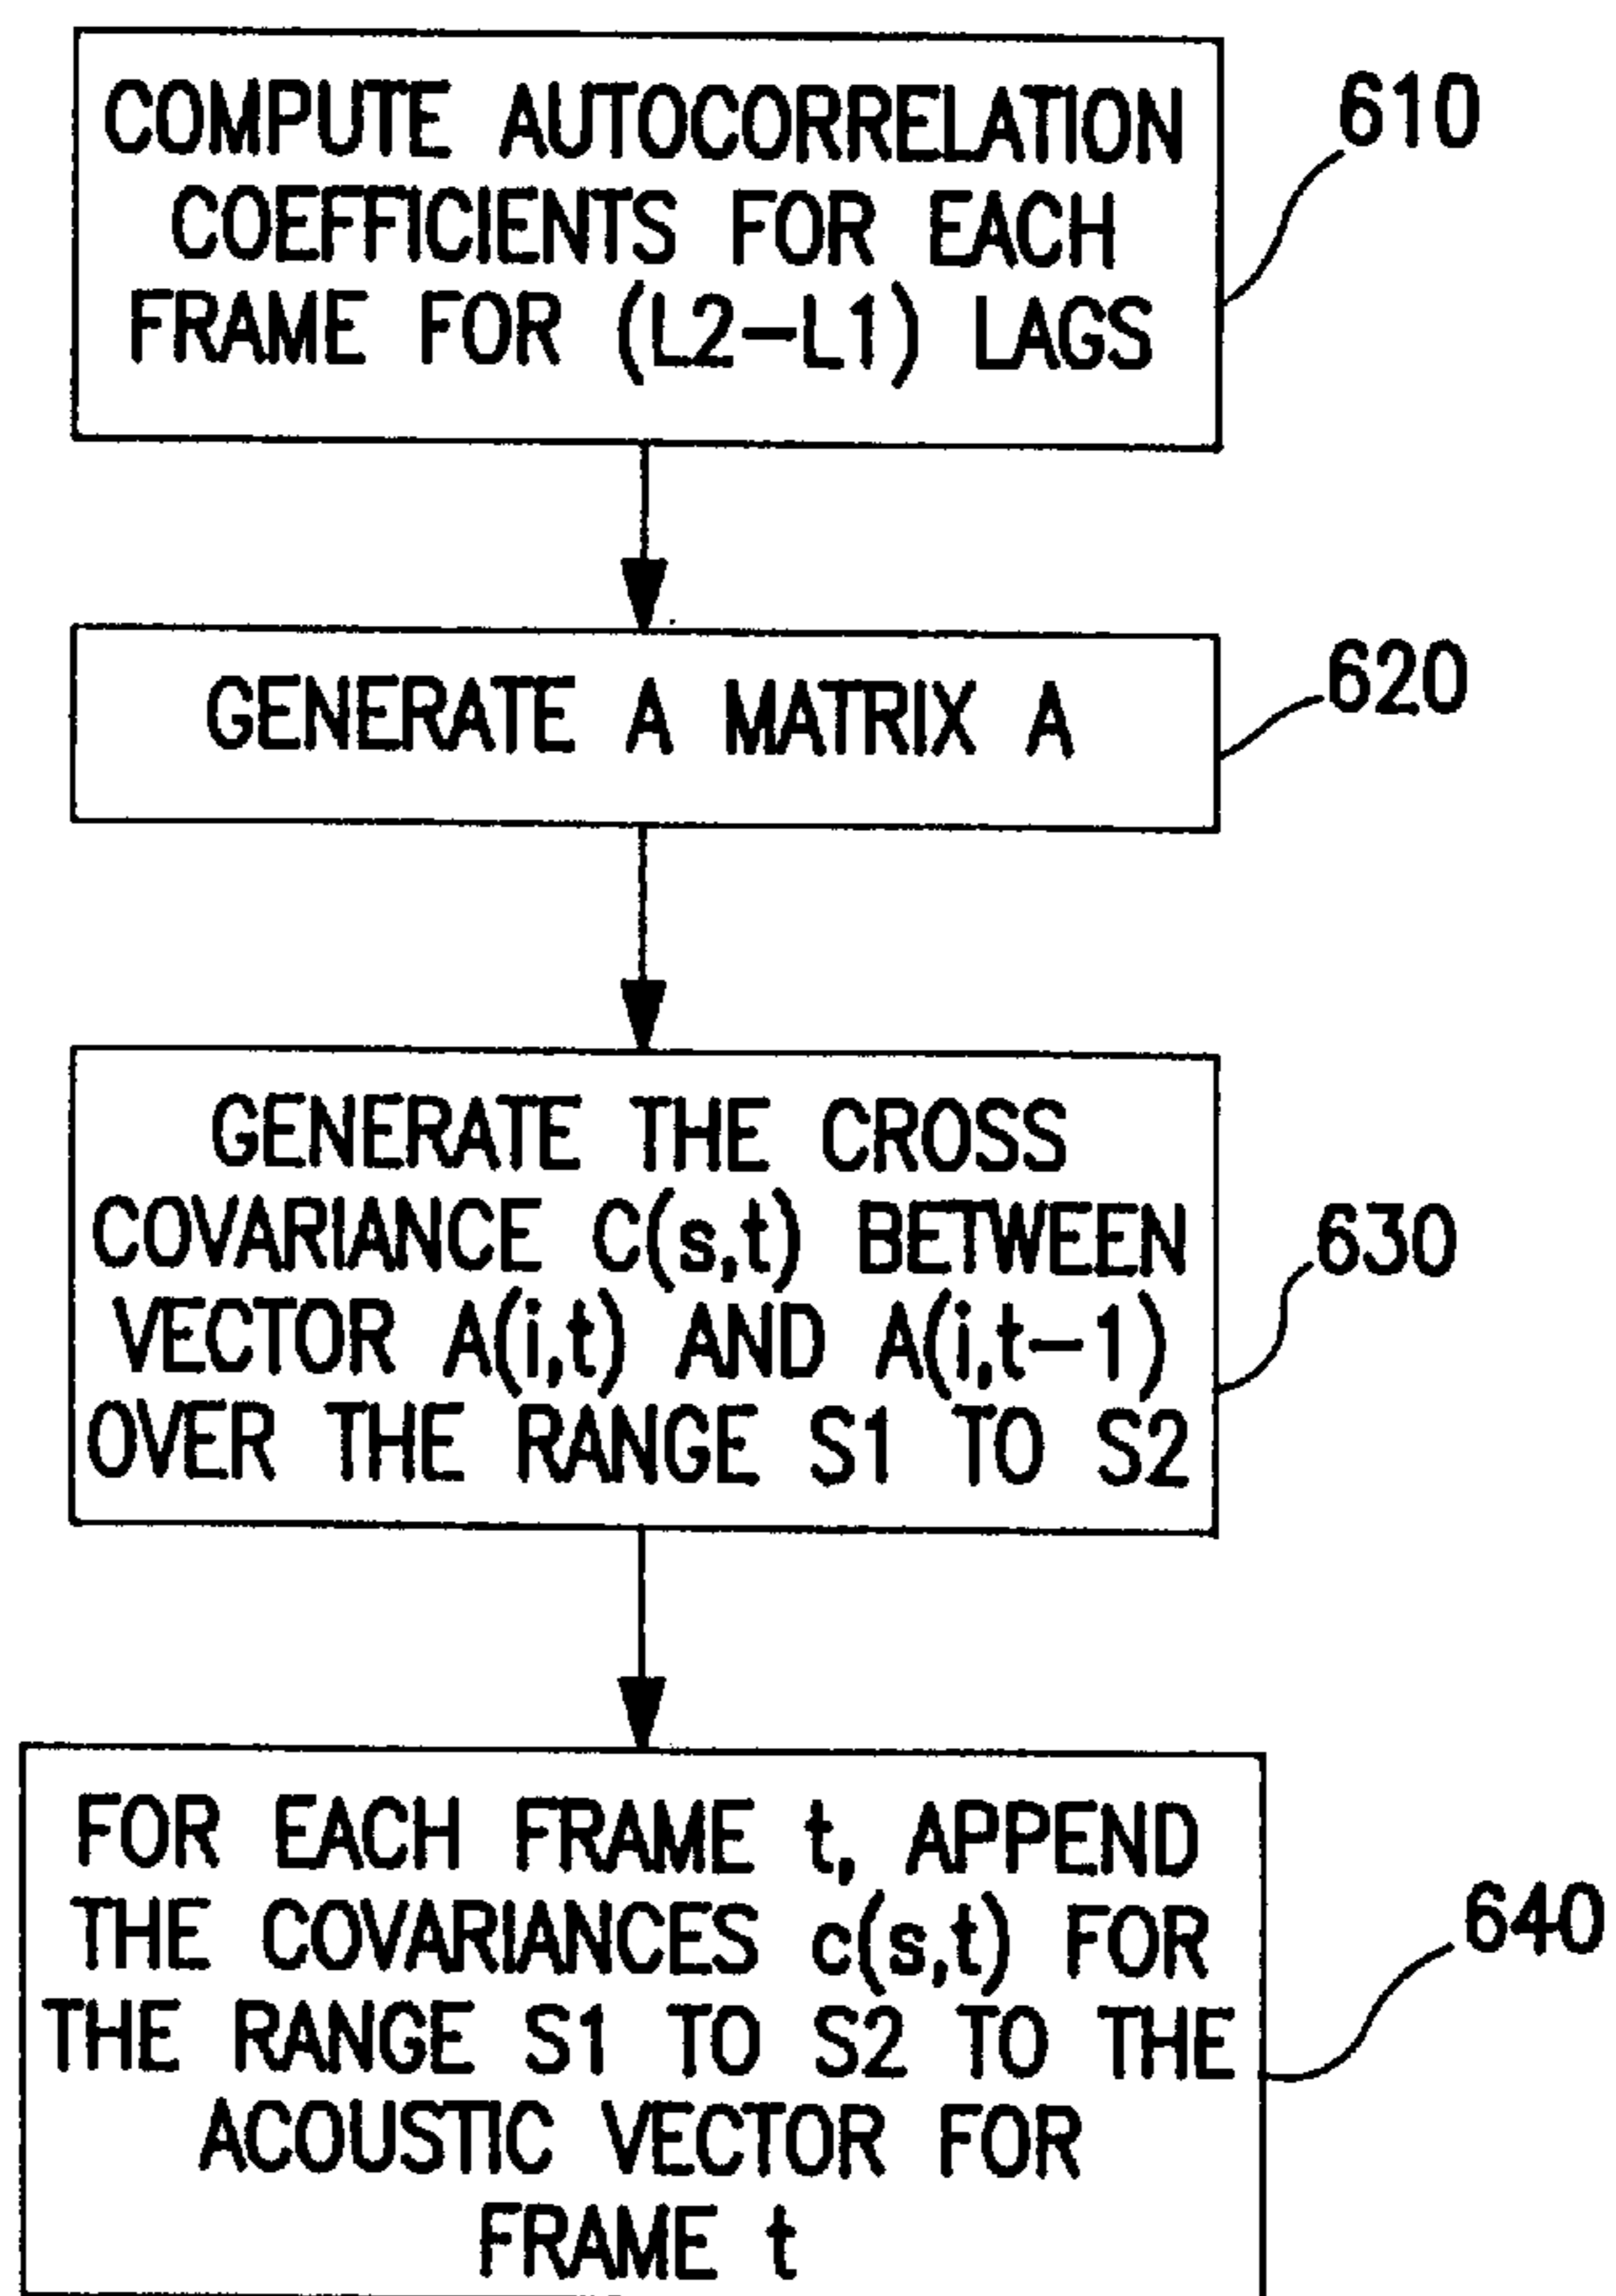 COMPUTE AUTOCORRELATION
COEFFICIENTS FOR EACH
FRAME FOR (L2-L1) LAGS
610
GENERATE A MATRIX A
620
GENERATE THE CROSS
COVARIANCE C(s,t) BETWEEN
VECTOR A(i,t) AND A(i,t-1)
OVER THE RANGE S1 TO S2
630
FOR EACH FRAME t, APPEND
THE COVARIANCES c(s,t) FOR
THE RANGE S1 TO S2 TO THE
ACOUSTIC VECTOR FOR
FRAME t
640